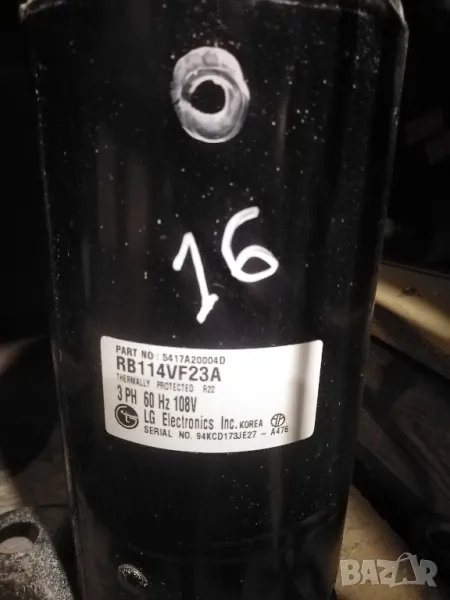 16
PART NO : 5417A20004D
RB114VF23A
THERMALLY PROTECTED R22
3 PH 60 Hz 108V
LG Electronics Inc. KOREA
SERIAL NO. 94KCD173JE27 - A476
BAZAR